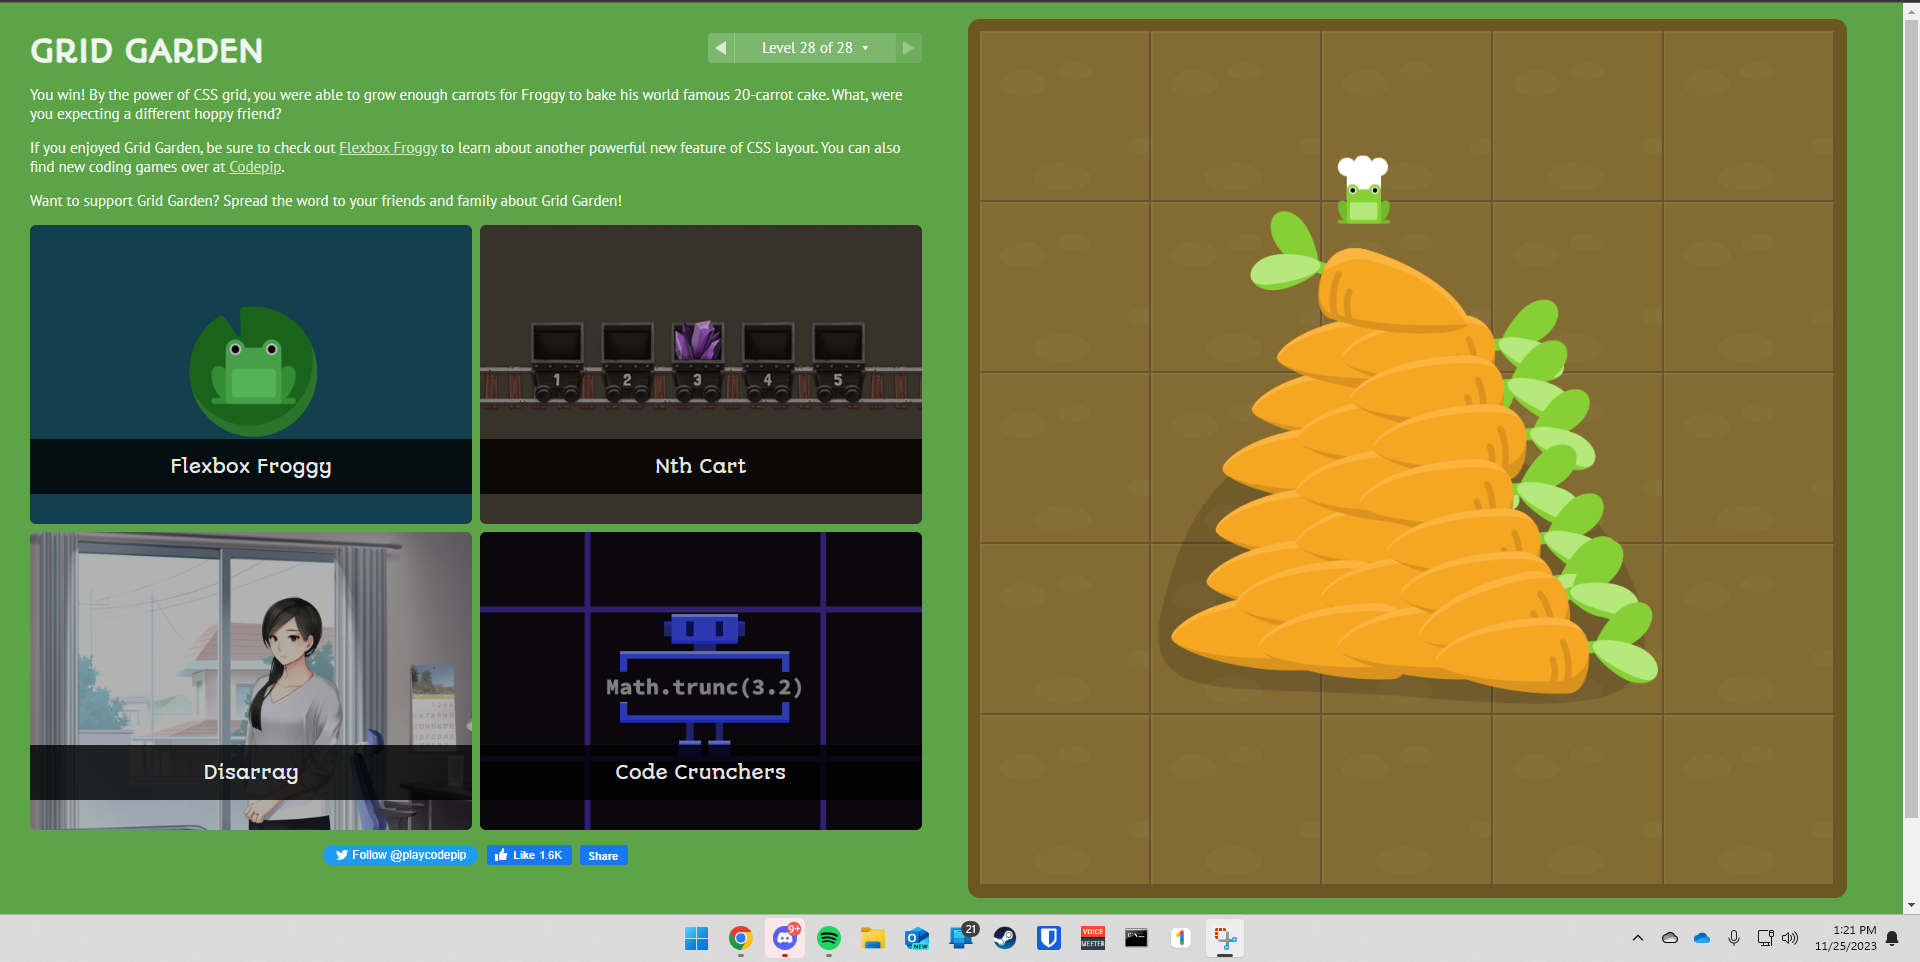 GRID GARDEN
Level 28 of 28
You win! By the power of CSS grid, you were able to grow enough carrots for Froggy to bake his world famous 20-carrot cake. What, were
you expecting a different hoppy friend?
If you enjoyed Grid Garden, be sure to check out Flexbox Froggy to learn about another powerful new feature of CSS layout. You can also
find new coding games over at Codepip.
Want to support Grid Garden? Spread the word to your friends and family about Grid Garden!
1 2 3 4 5
Flexbox Froggy
Nth Cart
Math.trunc(3.2)
Disarray
Code Crunchers
Follow @playcodepip
Like 1.6K
Share
9+
NEW
21
VOICE
MEETER
1
1:21 PM
11/25/2023